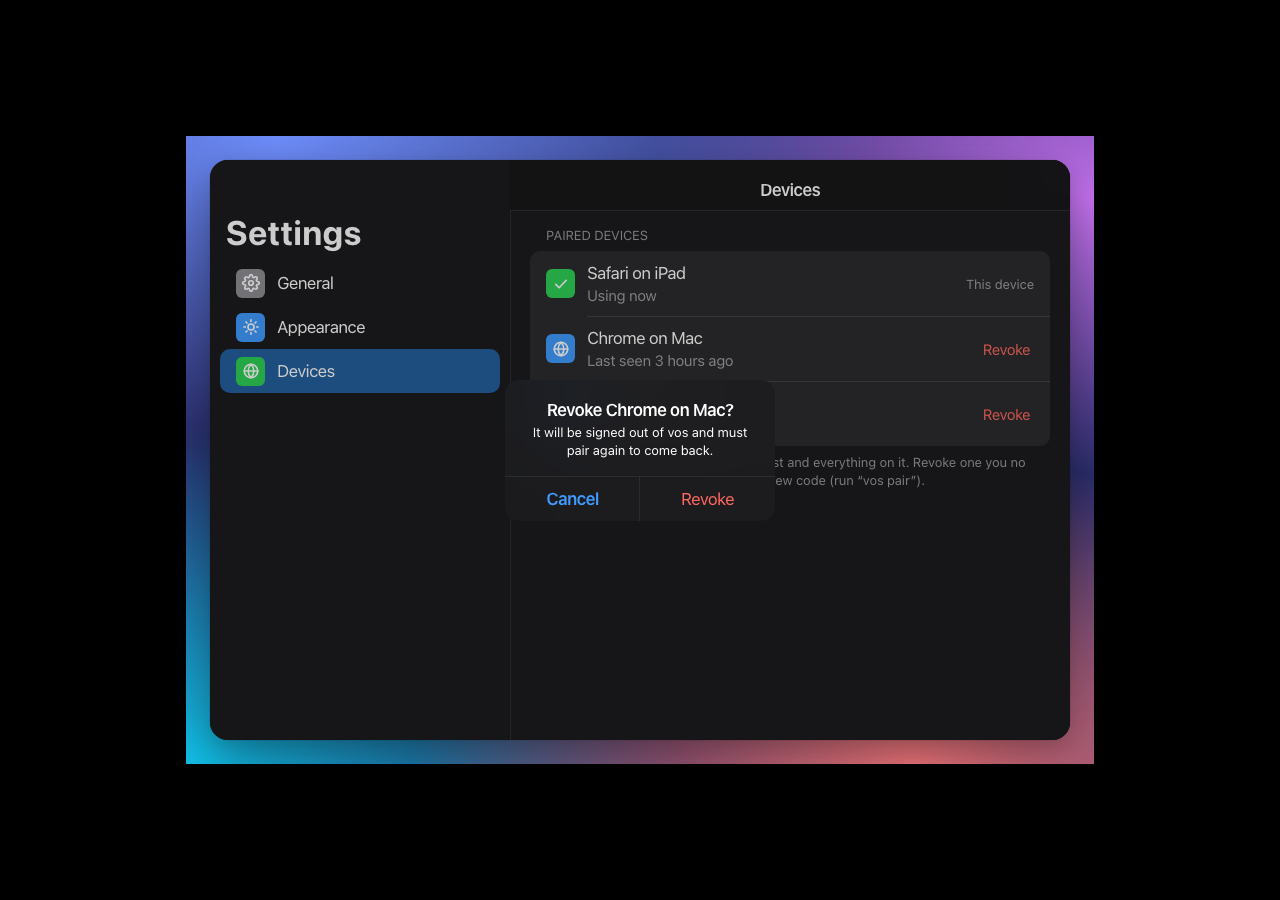 Devices
Settings
General
Appearance
Devices
PAIRED DEVICES
Safari on iPad
Using now
This device
Chrome on Mac
Last seen 3 hours ago
Revoke
Revoke
st and everything on it. Revoke one you no
ew code (run “vos pair”).
Revoke Chrome on Mac?
It will be signed out of vos and must
pair again to come back.
Cancel
Revoke